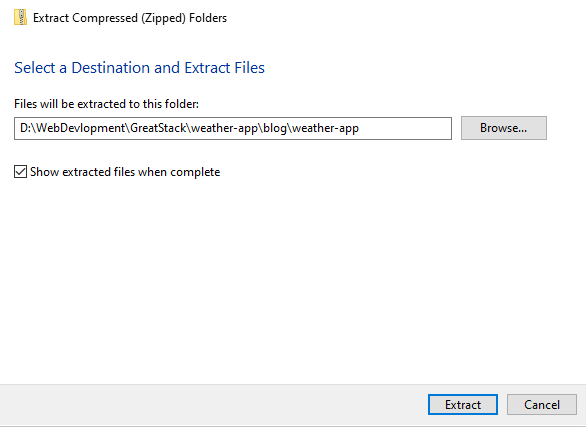 Extract Compressed (Zipped) Folders
Select a Destination and Extract Files
Files will be extracted to this folder:
D:\WebDevlopment\GreatStack\weather-app\blog\weather-app
Browse...
Show extracted files when complete
Extract
Cancel